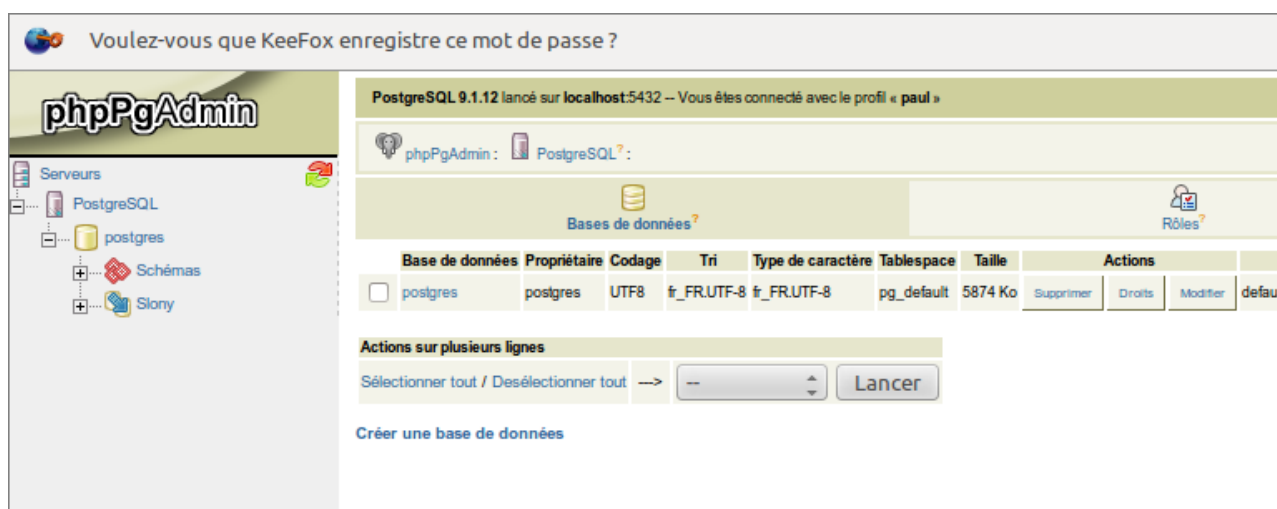 Voulez-vous que KeeFox enregistre ce mot de passe ?
phpPgAdmin
Serveurs
PostgreSQL
postgres
Schémas
Slony
PostgreSQL 9.1.12 lancé sur localhost:5432 -- Vous êtes connecté avec le profil « paul »
phpPgAdmin : PostgreSQL? :
Bases de données? Rôles?
Base de données Propriétaire Codage Tri Type de caractère Tablespace Taille Actions
postgres postgres UTF8 fr_FR.UTF-8 fr_FR.UTF-8 pg_default 5874 Ko Supprimer Droits Modifier defau
Actions sur plusieurs lignes
Sélectionner tout / Desélectionner tout ---> -- Lancer
Créer une base de données